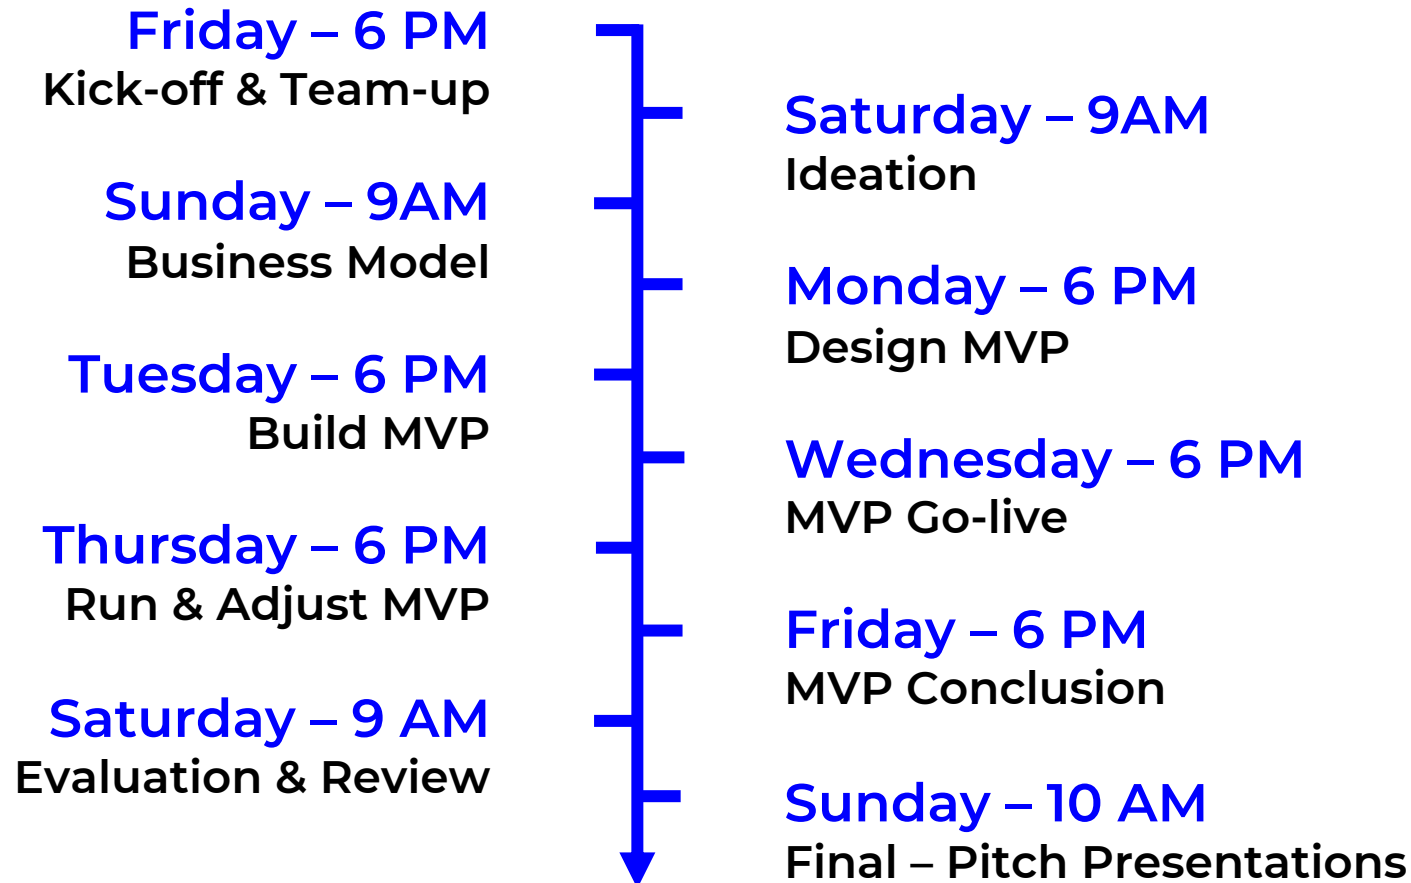 Friday – 6 PM
Kick-off & Team-up
Saturday – 9AM
Ideation
Sunday – 9AM
Business Model
Monday – 6 PM
Design MVP
Tuesday – 6 PM
Build MVP
Wednesday – 6 PM
MVP Go-live
Thursday – 6 PM
Run & Adjust MVP
Friday – 6 PM
MVP Conclusion
Saturday – 9 AM
Evaluation & Review
Sunday – 10 AM
Final – Pitch Presentations